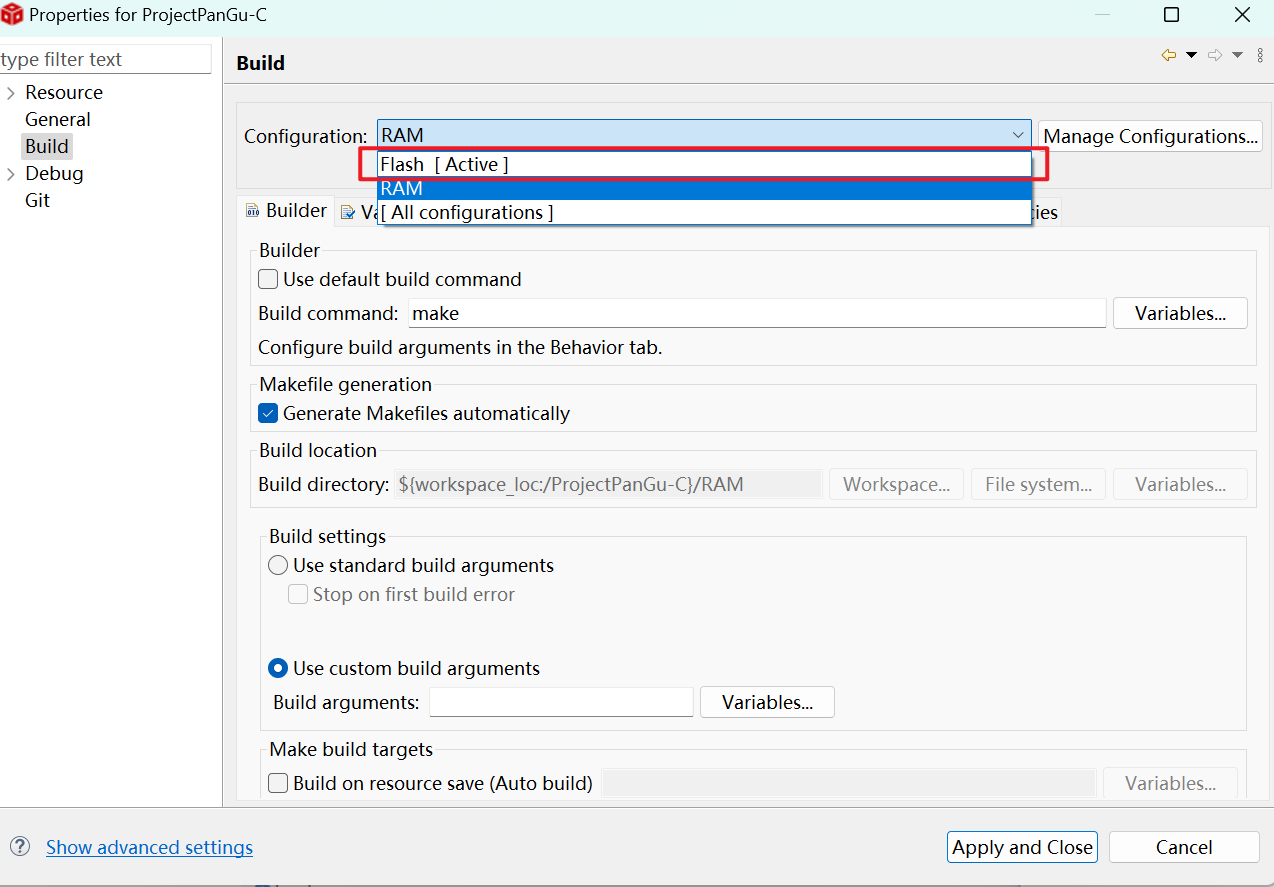 Properties for ProjectPanGu-C
type filter text
Resource
General
Build
Debug
Git
Build
Configuration: RAM Manage Configurations...
Flash [ Active ]
RAM
[ All configurations ]
Builder
Builder
Use default build command
Build command: make Variables...
Configure build arguments in the Behavior tab.
Makefile generation
Generate Makefiles automatically
Build location
Build directory: ${workspace_loc:/ProjectPanGu-C}/RAM Workspace... File system... Variables...
Build settings
Use standard build arguments
Stop on first build error
Use custom build arguments
Build arguments: Variables...
Make build targets
Build on resource save (Auto build) Variables...
Show advanced settings
Apply and Close Cancel